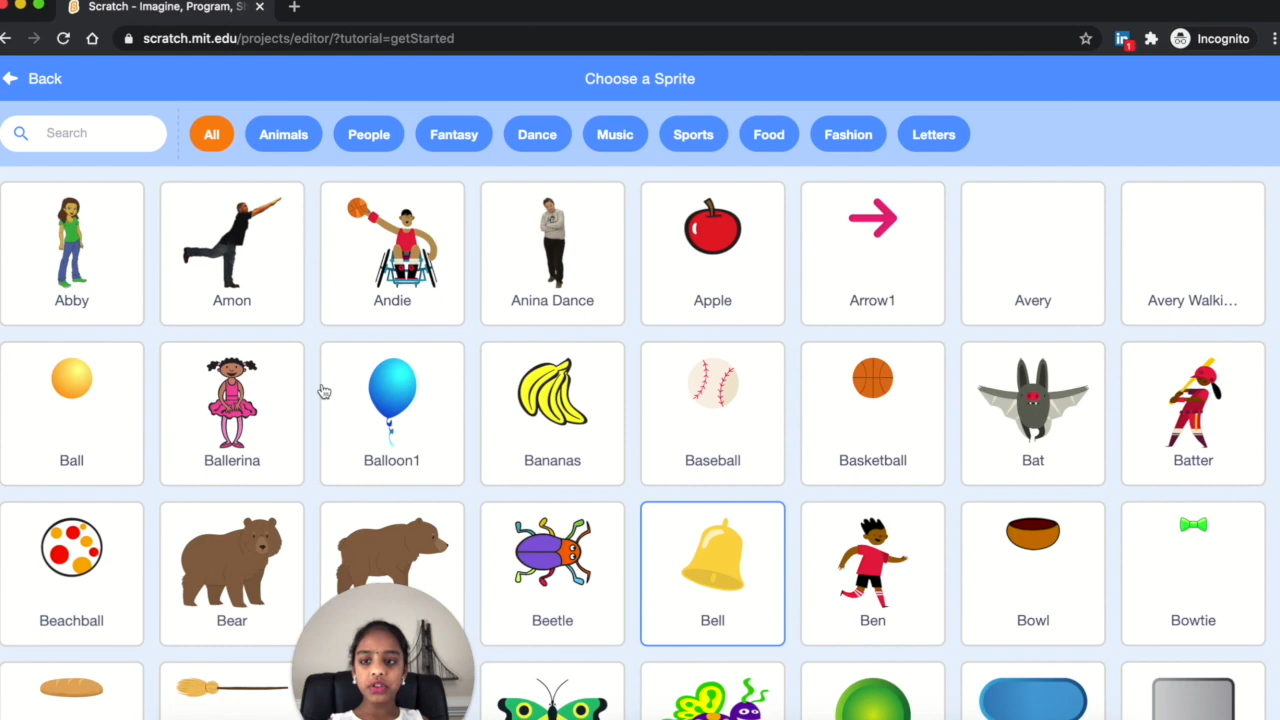 Scratch - Imagine, Program, Sh
scratch.mit.edu/projects/editor/?tutorial=getStarted
1
Incognito
Back
Choose a Sprite
Search
All
Animals
People
Fantasy
Dance
Music
Sports
Food
Fashion
Letters
Abby
Amon
Andie
Anina Dance
Apple
Arrow1
Avery
Avery Walki...
Ball
Ballerina
Balloon1
Bananas
Baseball
Basketball
Bat
Batter
Beachball
Bear
Beetle
Bell
Ben
Bowl
Bowtie